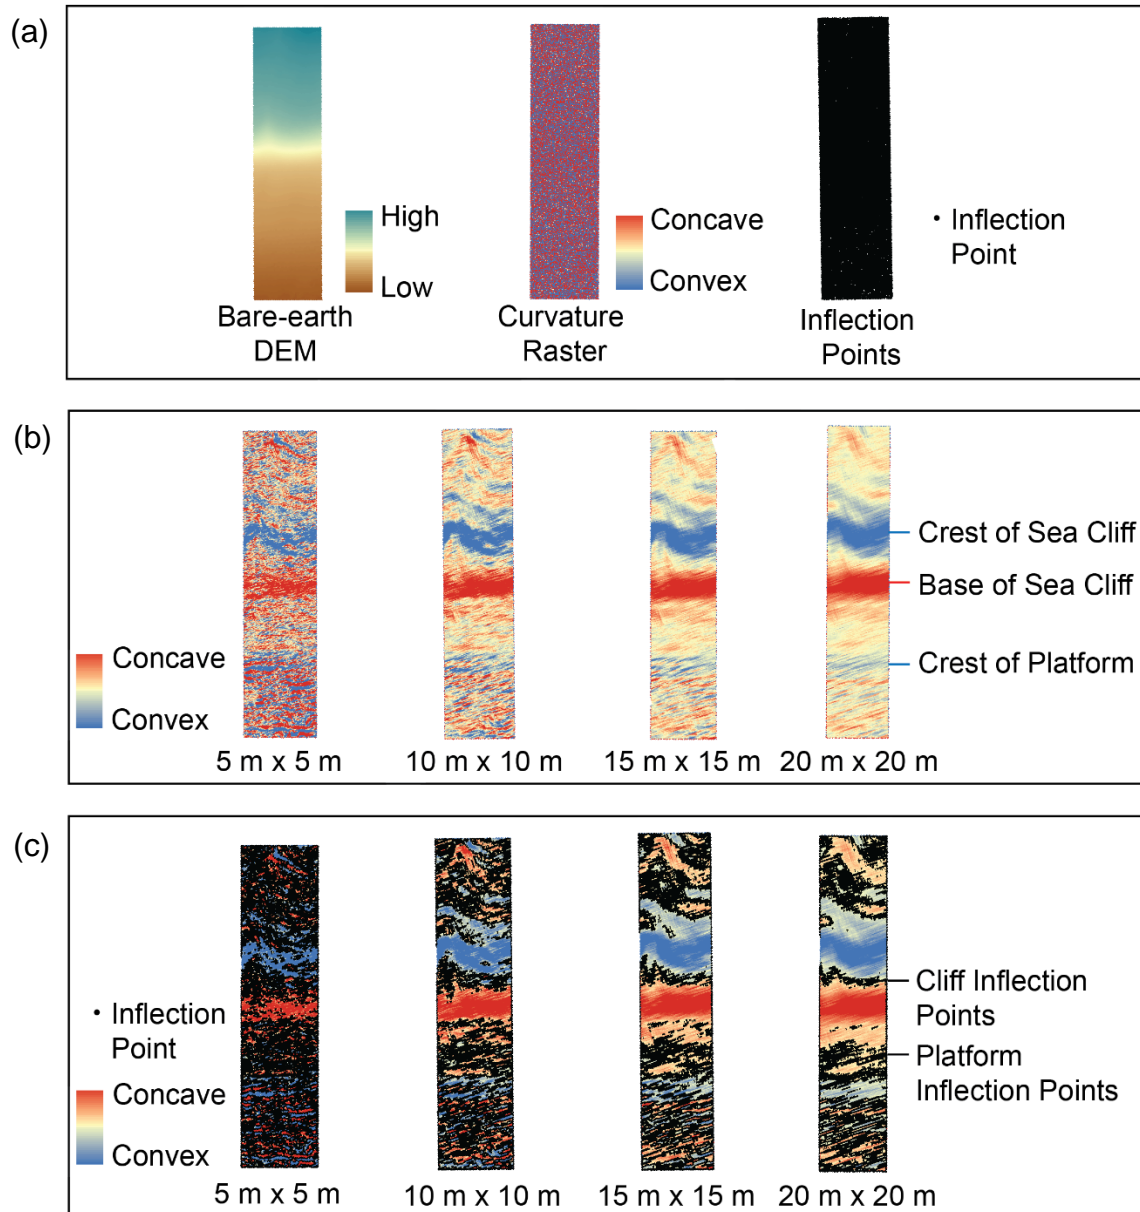 (a)
High
Low
Bare-earth
DEM
Concave
Convex
Curvature
Raster
• Inflection
Point
Inflection
Points
(b)
Crest of Sea Cliff
Base of Sea Cliff
Crest of Platform
Concave
Convex
5 m x 5 m
10 m x 10 m
15 m x 15 m
20 m x 20 m
(c)
• Inflection
Point
Concave
Convex
Cliff Inflection
Points
Platform
Inflection Points
5 m x 5 m
10 m x 10 m
15 m x 15 m
20 m x 20 m